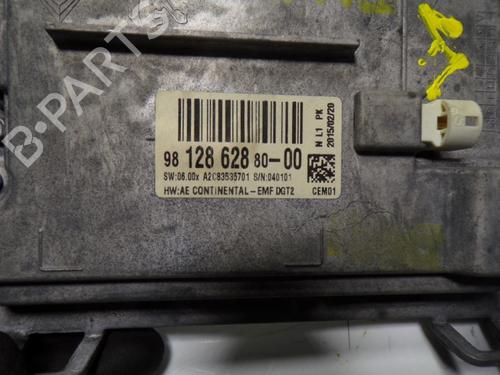 B-PARTS
98 128 628 80-00
SW:06.00x A2C83535701 S/N:040101
HW:AE CONTINENTAL-EMF DGT2
N L1 PK
2015/02/20
CEM01